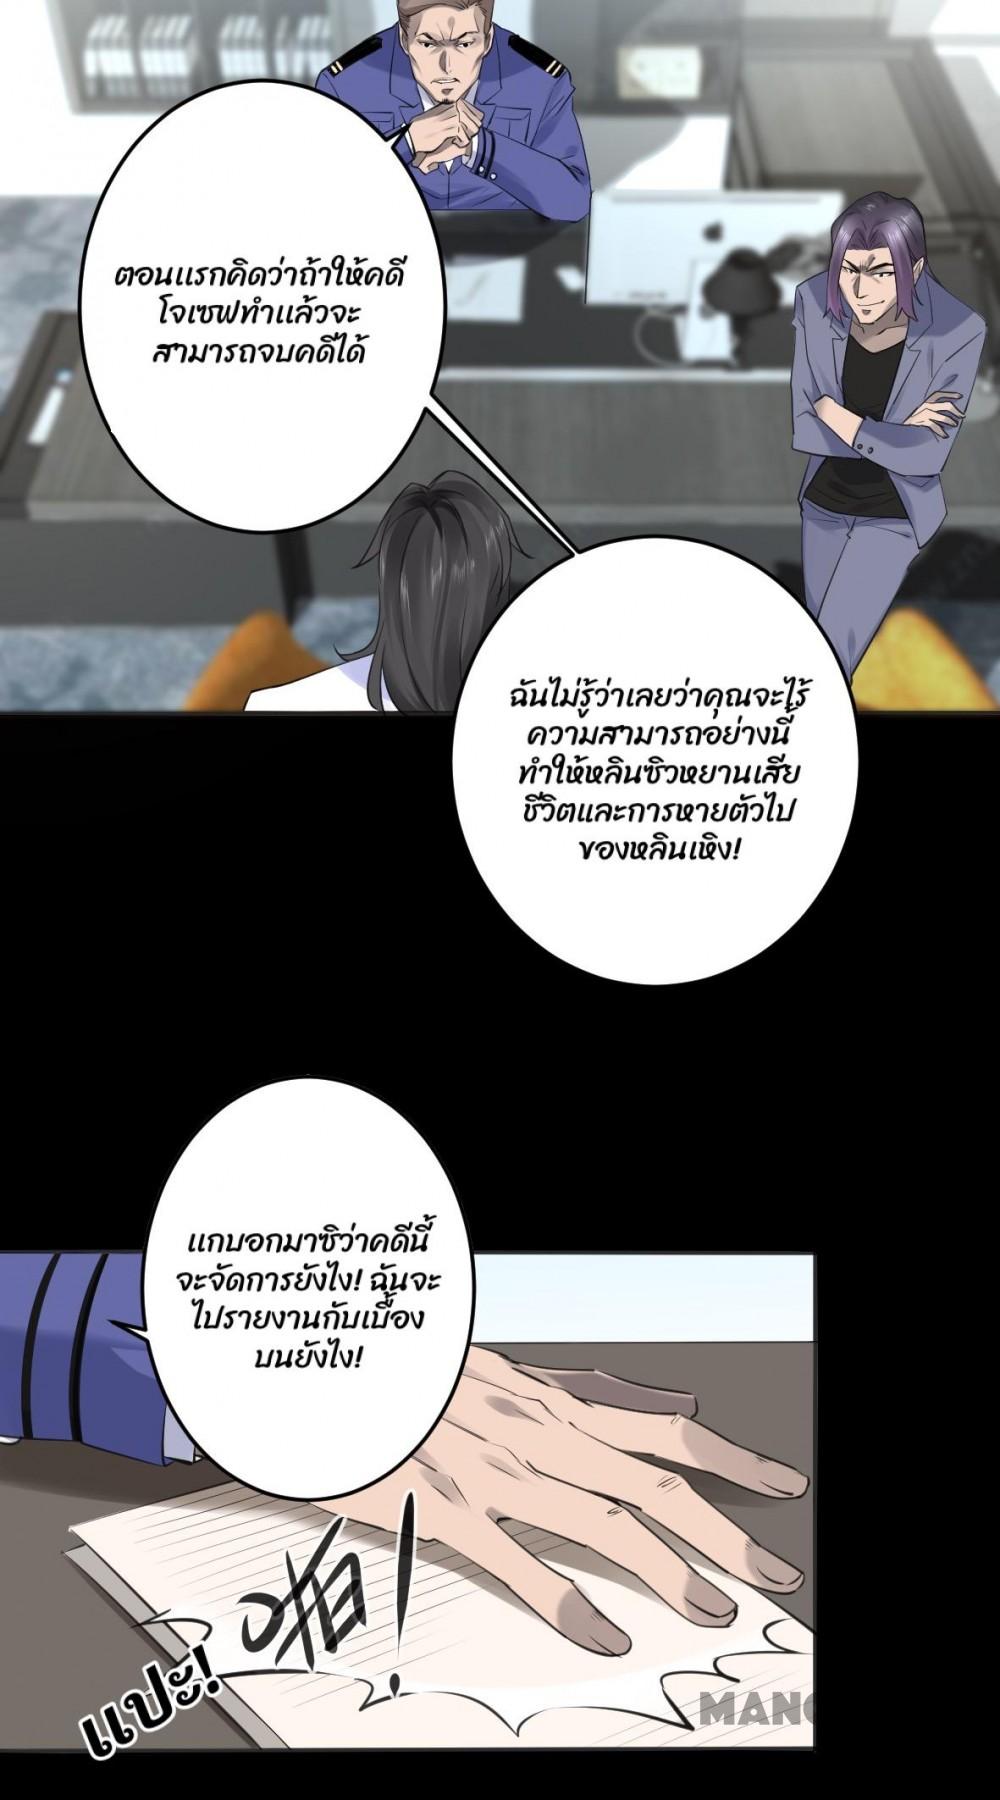 ตอนแรกคิดว่าถ้าให้คดี
โจเซฟทำแล้วจะ
สามารถจบคดีได้
ฉันไม่รู้ว่าเลยว่าคุณจะไร้
ความสามารถอย่างนี้
ทำให้หลินซิวหยานเสีย
ชีวิตและการหายตัวไป
ของหลินเหิง!
แกบอกมาซิว่าคดีนี้
จะจัดการยังไง! ฉันจะ
ไปรายงานกับเบื้อง
บนยังไง!
啪!
แปะ!
MANG